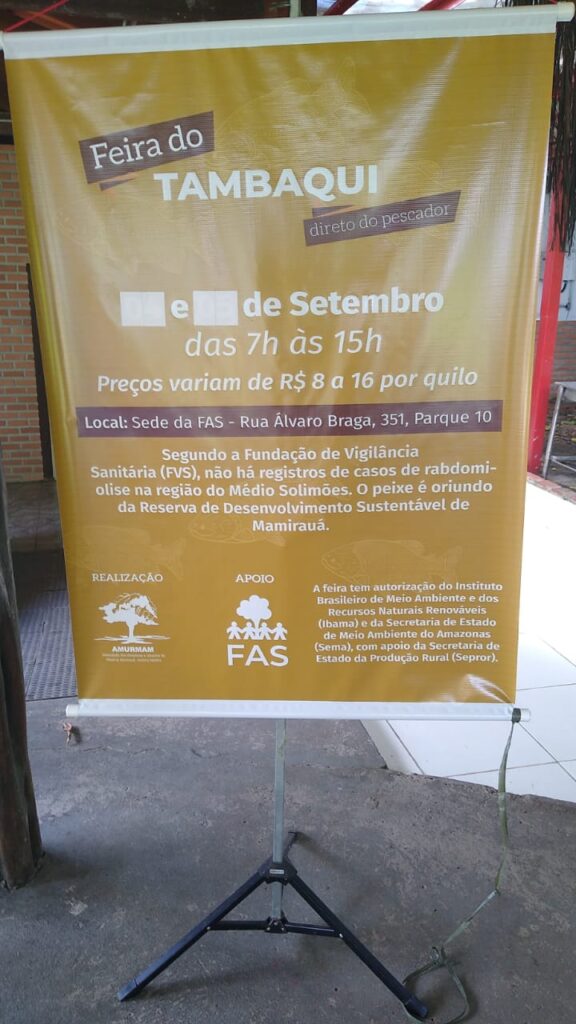 Feira do
TAMBAQUI
direto do pescador
e de Setembro
das 7h às 15h
Preços variam de R$ 8 a 16 por quilo
Local: Sede da FAS - Rua Álvaro Braga, 351, Parque 10
Segundo a Fundação de Vigilância
Sanitária (FVS), não há registros de casos de rabdomi-
olise na região do Médio Solimões. O peixe é oriundo
da Reserva de Desenvolvimento Sustentável de
Mamirauá.
REALIZAÇÃO
AMURMAM
APOIO
FAS
A feira tem autorização do Instituto
Brasileiro de Meio Ambiente e dos
Recursos Naturais Renováveis
(Ibama) e da Secretaria de Estado
de Meio Ambiente do Amazonas
(Sema), com apoio da Secretaria de
Estado da Produção Rural (Sepror).